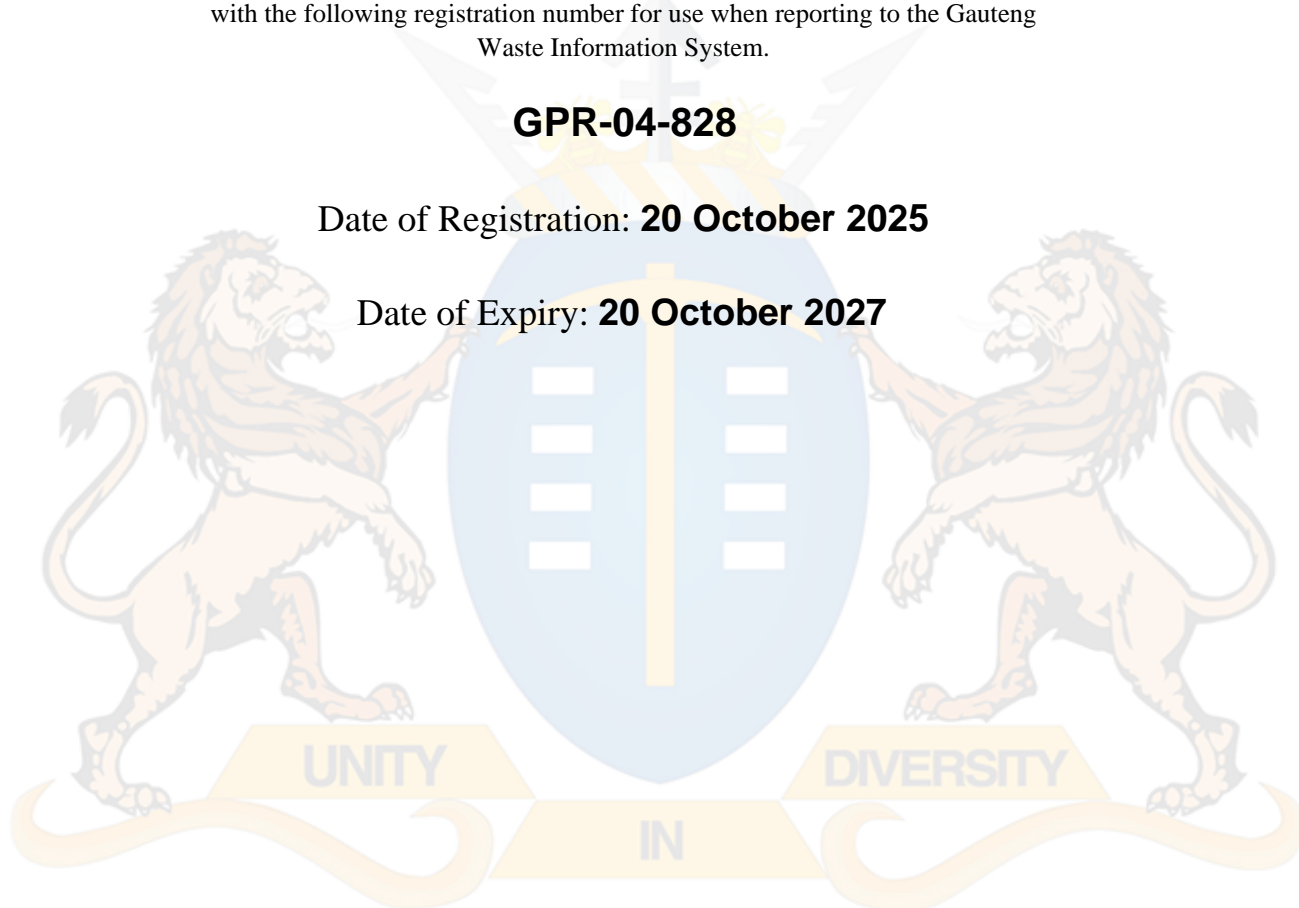 with the following registration number for use when reporting to the Gauteng
Waste Information System.
GPR-04-828
Date of Registration: 20 October 2025
Date of Expiry: 20 October 2027
UNITY
DIVERSITY
IN